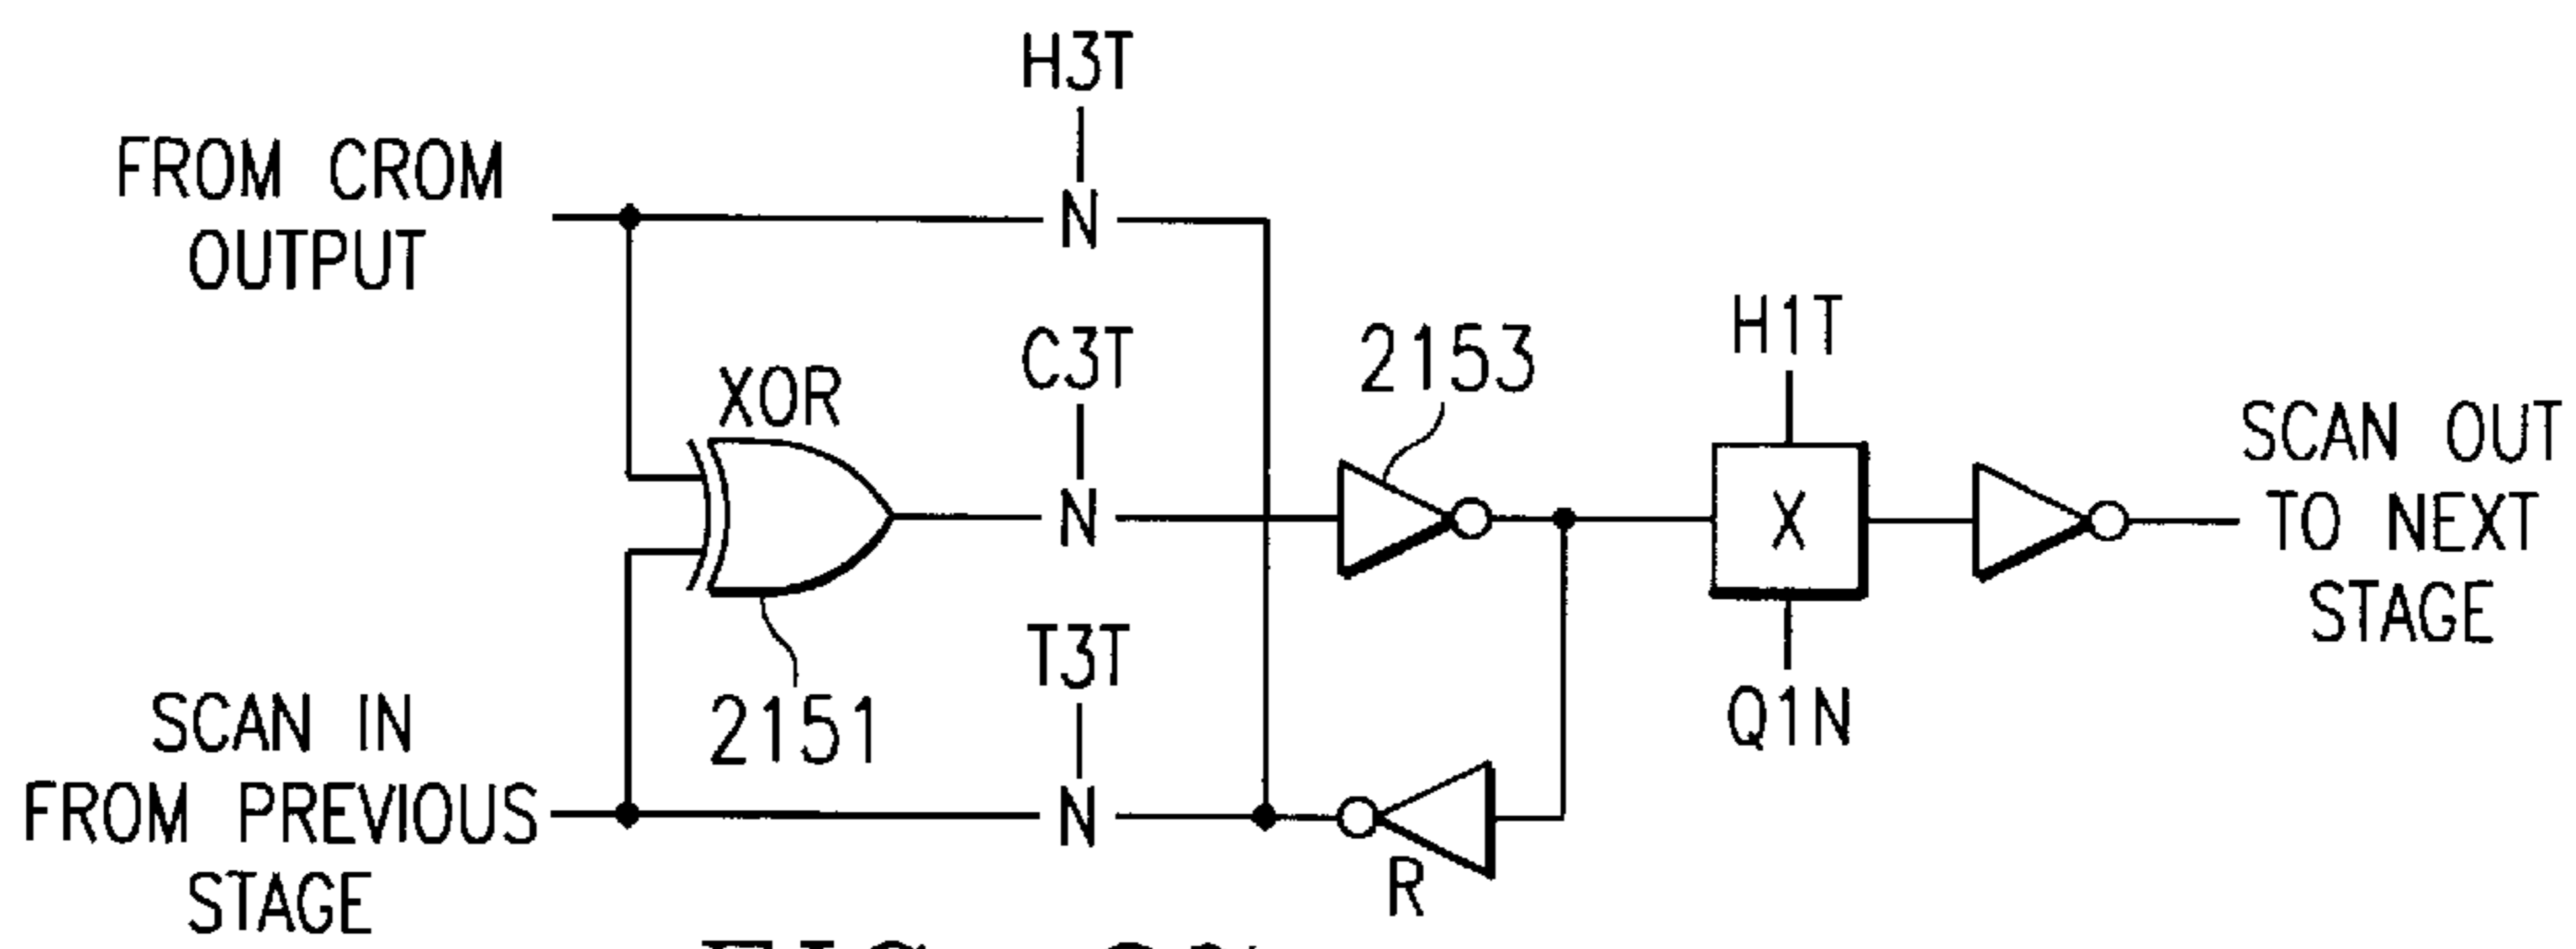 H3T
FROM CROM
OUTPUT
N
C3T
2153
H1T
XOR
N
X
SCAN OUT
TO NEXT
STAGE
T3T
2151
Q1N
SCAN IN
FROM PREVIOUS
STAGE
N
R